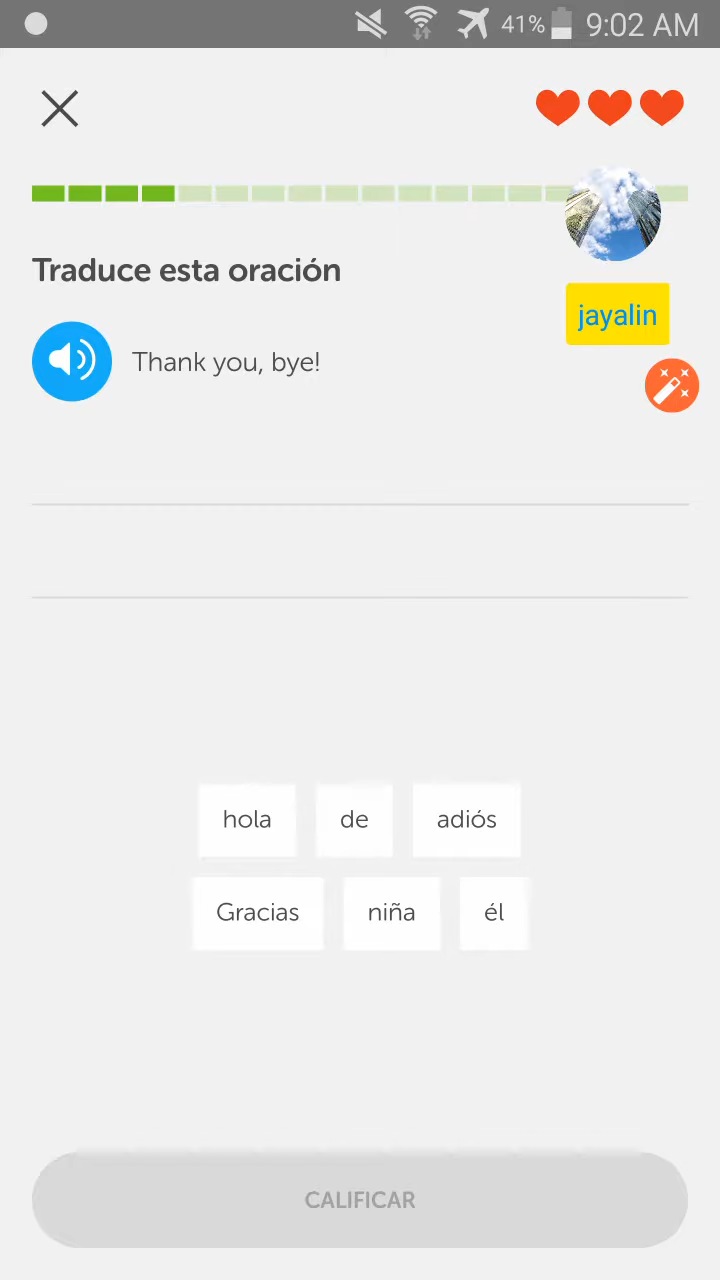 41% 9:02 AM
Traduce esta oración
jayalin
Thank you, bye!
hola de adiós
Gracias niña él
CALIFICAR